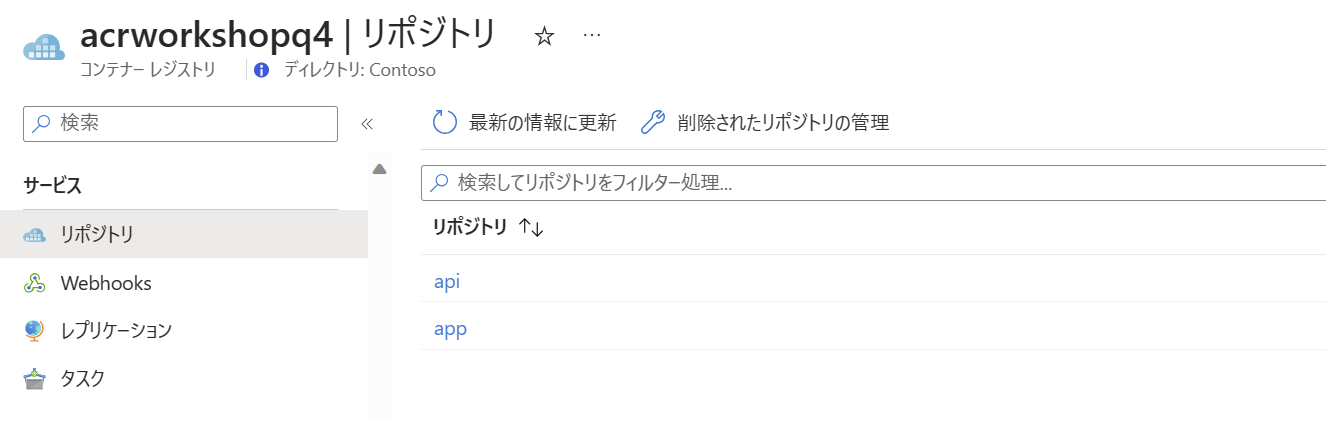 acrworkshopq4 | リポジトリ ☆ …
コンテナー レジストリ ディレクトリ: Contoso
検索 «
最新の情報に更新 削除されたリポジトリの管理
サービス
リポジトリ
Webhooks
レプリケーション
タスク
検索してリポジトリをフィルター処理...
リポジトリ ↑↓
api
app